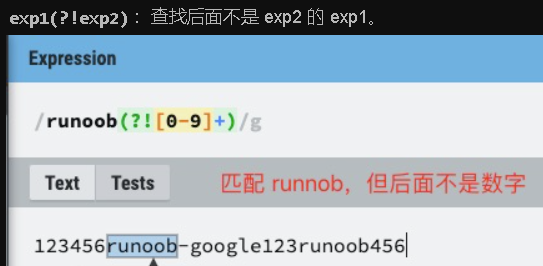 exp1(?!exp2)：查找后面不是 exp2 的 exp1。
Expression
/runoob(?![0-9]+)/g
Text Tests 匹配 runnob，但后面不是数字
123456runoob-google123runoob456